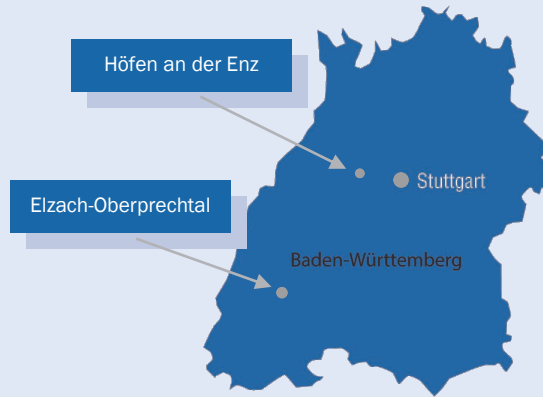 Höfen an der Enz
Stuttgart
Elzach-Oberprechtal
Baden-Württemberg